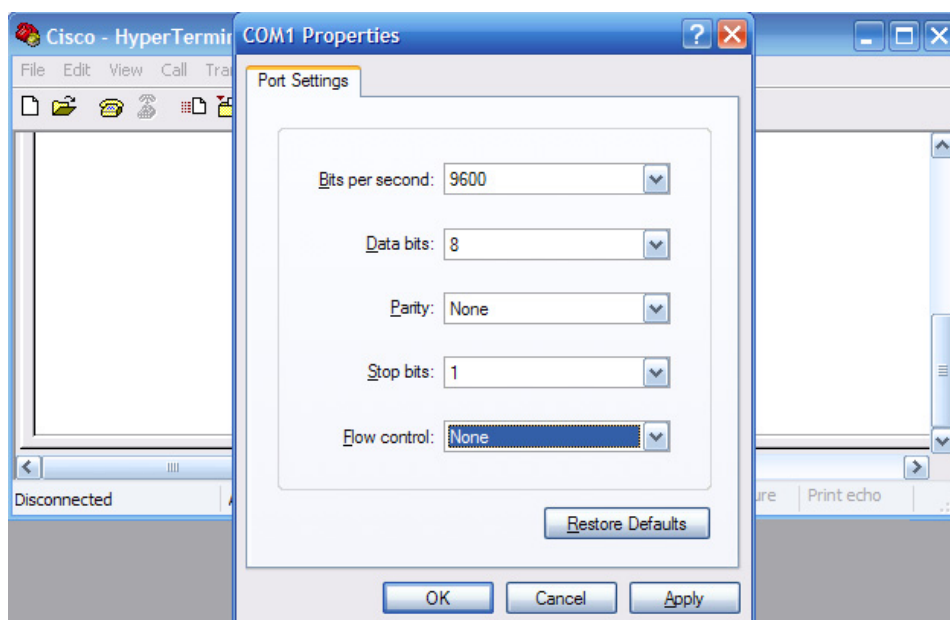 Cisco - HyperTermin
COM1 Properties
File Edit View Call Tra
Port Settings
Bits per second: 9600
Data bits: 8
Parity: None
Stop bits: 1
Flow control: None
Disconnected
Print echo
Restore Defaults
OK Cancel Apply